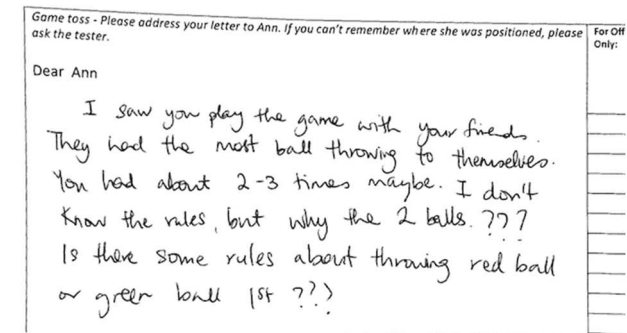 Game toss - Please address your letter to Ann. If you can't remember where she was positioned, please
ask the tester.
For Off
Only:
Dear Ann
I saw you play the game with your friends.
They had the most ball throwing to themselves.
You had about 2-3 times maybe. I don't
Know the rules, but why the 2 balls. ???
Is there some rules about throwing red ball
or green ball 1st ???